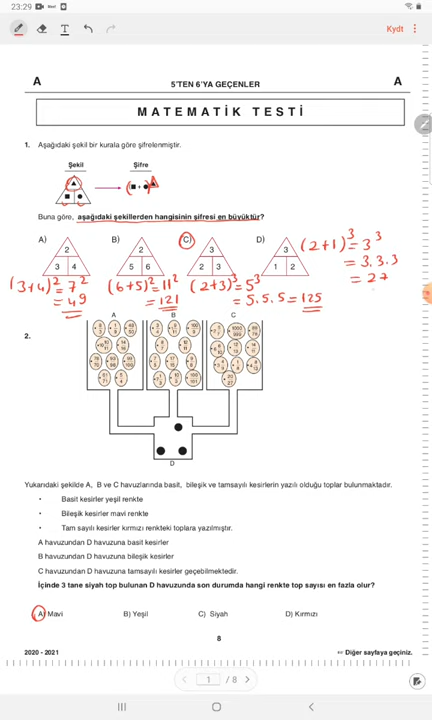 23:29
Kydt
A
5'TEN 6'YA GEÇENLER
A
MATEMATİK TESTİ
1. Aşağıdaki şekil bir kurala göre şifrelenmiştir.
Şekil
Şifre
Buna göre, aşağıdaki şekillerden hangisinin şifresi en büyüktür?
A) 2 3 4
B) 2 5 6
C) 3 2 3
D) 3 1 2
(3+4)² = 7² = 49
(6+5)² = 11² = 121
(2+3)³ = 5³ = 5.5.5 = 125
(2+1)³ = 3³
= 3.3.3
= 27
2.
A
B
C
D
Yukarıdaki şekilde A, B ve C havuzlarında basit, bileşik ve tamsayılı kesirlerin yazılı olduğu toplar bulunmaktadır.
• Basit kesirler yeşil renkte
• Bileşik kesirler mavi renkte
• Tam sayılı kesirler kırmızı renkteki toplara yazılmıştır.
A havuzundan D havuzuna basit kesirler
B havuzundan D havuzuna bileşik kesirler
C havuzundan D havuzuna tamsayılı kesirler geçebilmektedir.
İçinde 3 tane siyah top bulunan D havuzunda son durumda hangi renkte top sayısı en fazla olur?
A) Mavi
B) Yeşil
C) Siyah
D) Kırmızı
8
2020 - 2021
Diğer sayfaya geçiniz.
1 / 8